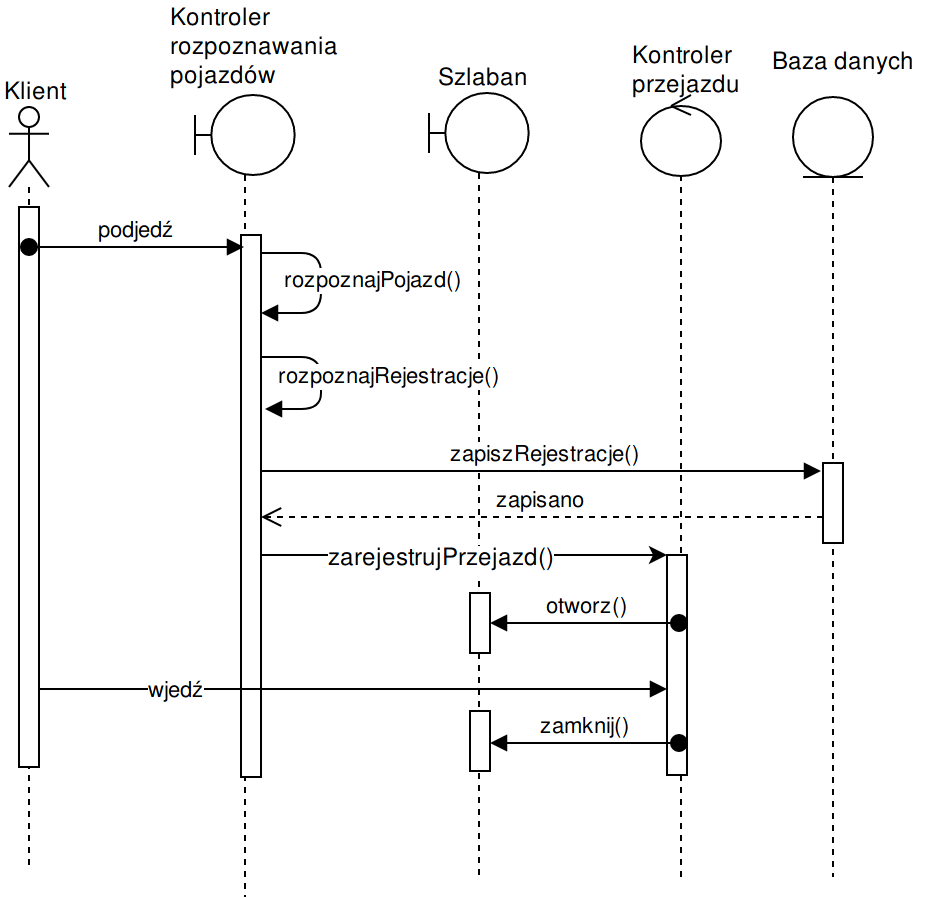 Klient
Kontroler
rozpoznawania
pojazdów
Szlaban
Kontroler
przejazdu
Baza danych
podjedź
rozpoznajPojazd()
rozpoznajRejestracje()
zapiszRejestracje()
zapisano
zarejestrujPrzejazd()
otworz()
wjedź
zamknij()